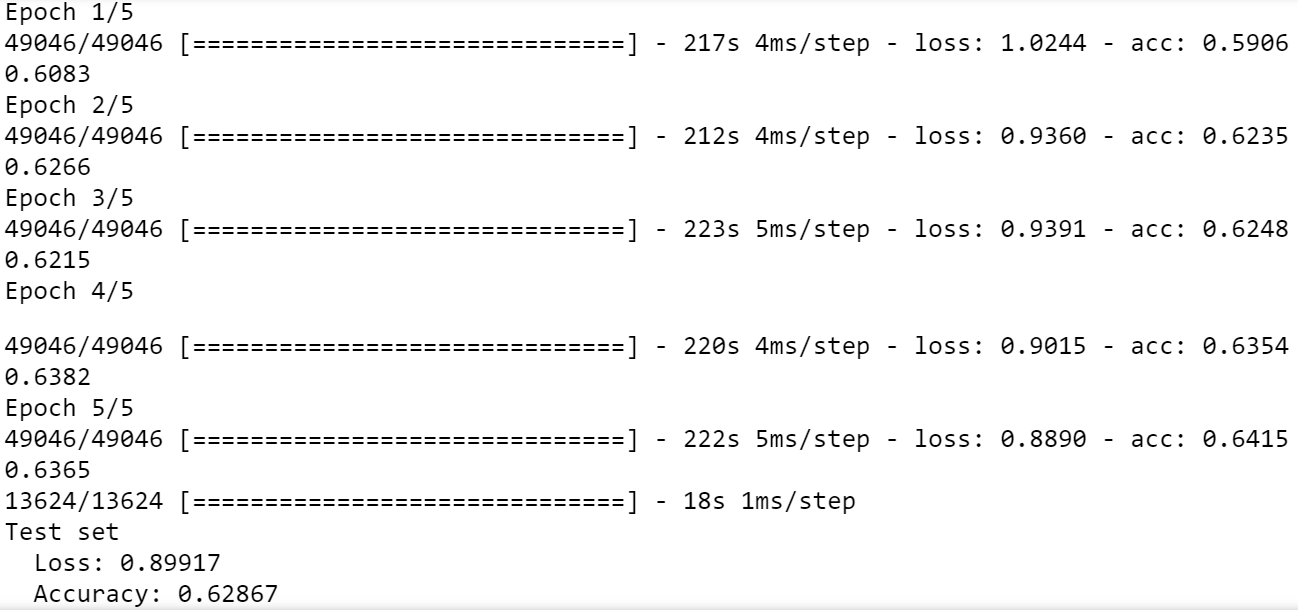 Epoch 1/5
49046/49046 [==============================] - 217s 4ms/step - loss: 1.0244 - acc: 0.5906
0.6083
Epoch 2/5
49046/49046 [==============================] - 212s 4ms/step - loss: 0.9360 - acc: 0.6235
0.6266
Epoch 3/5
49046/49046 [==============================] - 223s 5ms/step - loss: 0.9391 - acc: 0.6248
0.6215
Epoch 4/5
49046/49046 [==============================] - 220s 4ms/step - loss: 0.9015 - acc: 0.6354
0.6382
Epoch 5/5
49046/49046 [==============================] - 222s 5ms/step - loss: 0.8890 - acc: 0.6415
0.6365
13624/13624 [==============================] - 18s 1ms/step
Test set
  Loss: 0.89917
  Accuracy: 0.62867